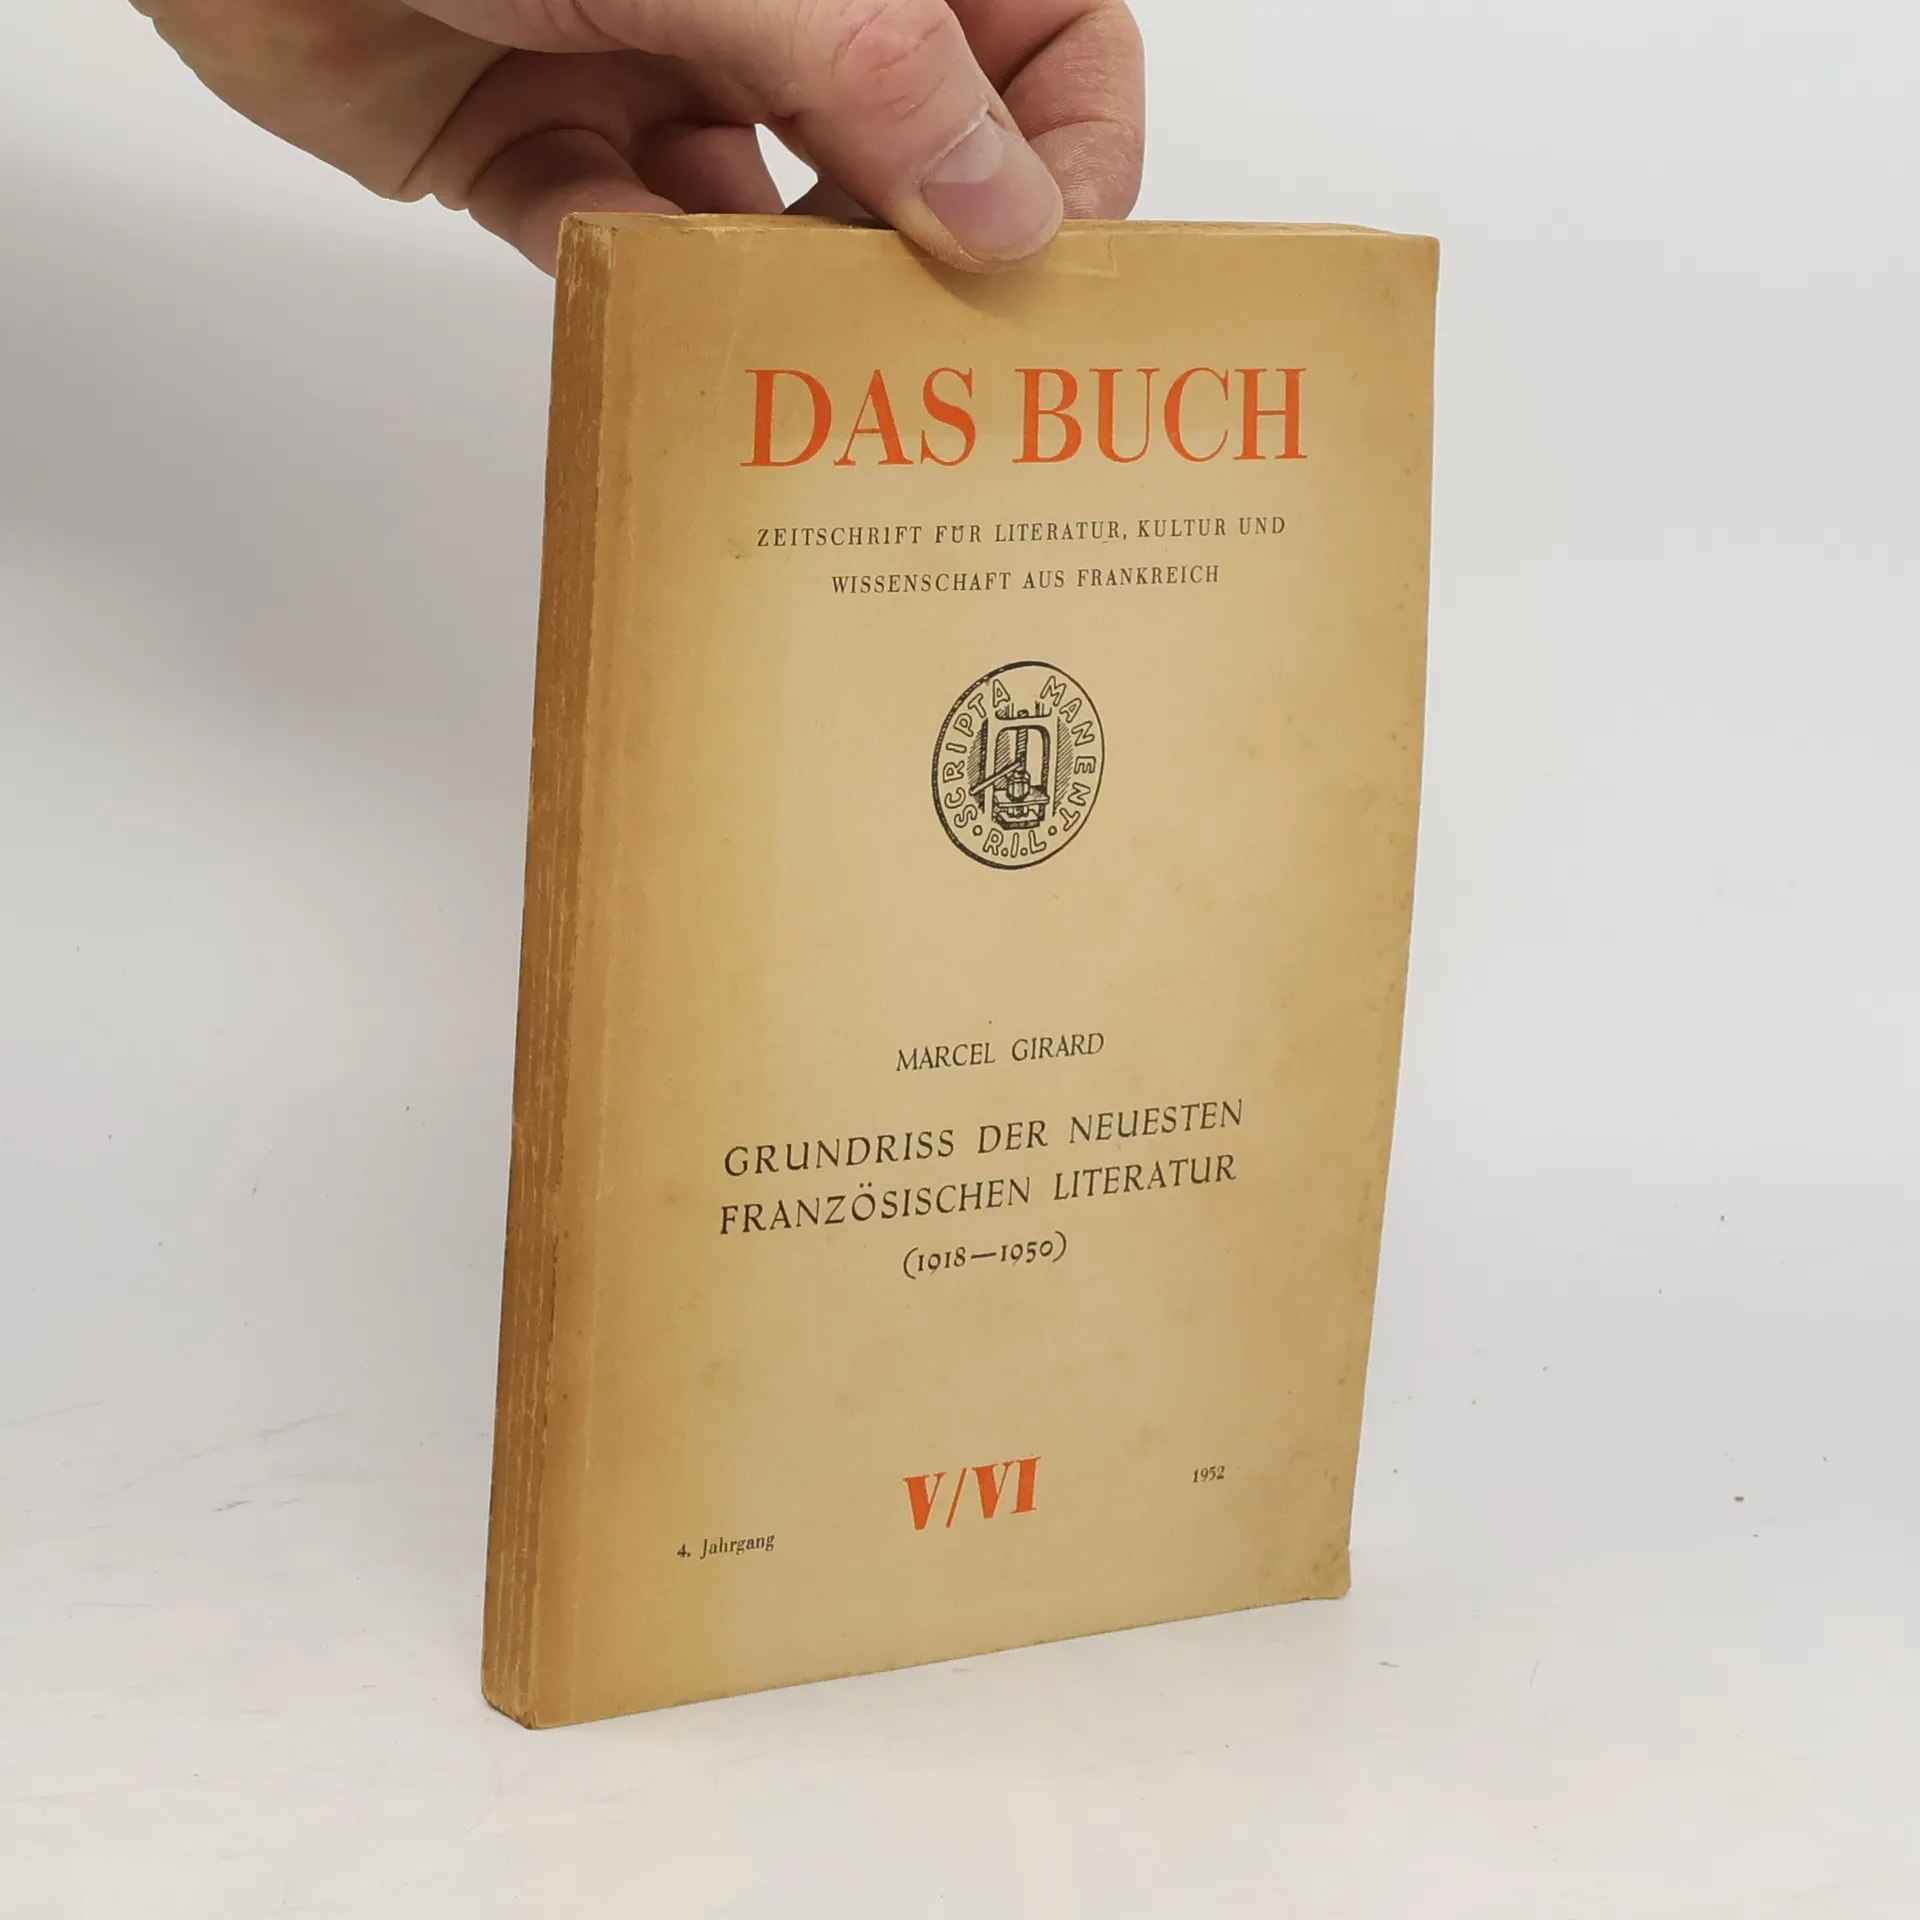 DAS BUCH
ZEITSCHRIFT FÜR LITERATUR, KULTUR UND
WISSENSCHAFT AUS FRANKREICH
SCRIPTA MANENT
R.I.L.
MARCEL GIRARD
GRUNDRISS DER NEUESTEN
FRANZÖSISCHEN LITERATUR
(1918—1950)
4. Jahrgang
V/VI
1952